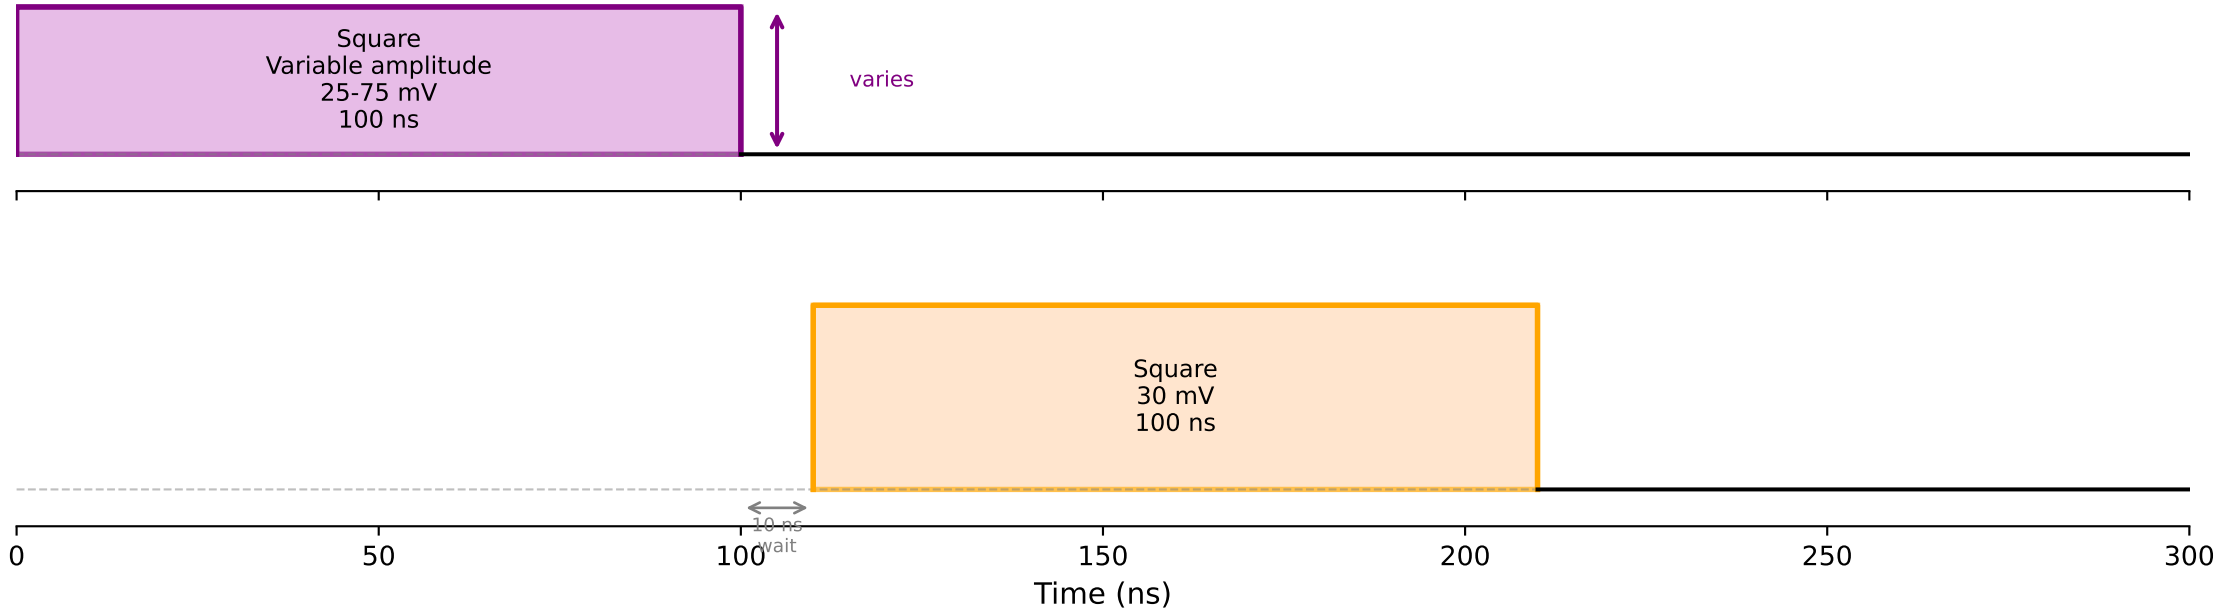 Square
Variable amplitude
25-75 mV
100 ns
varies
Square
30 mV
100 ns
10 ns
wait
0 50 100 150 200 250 300
Time (ns)